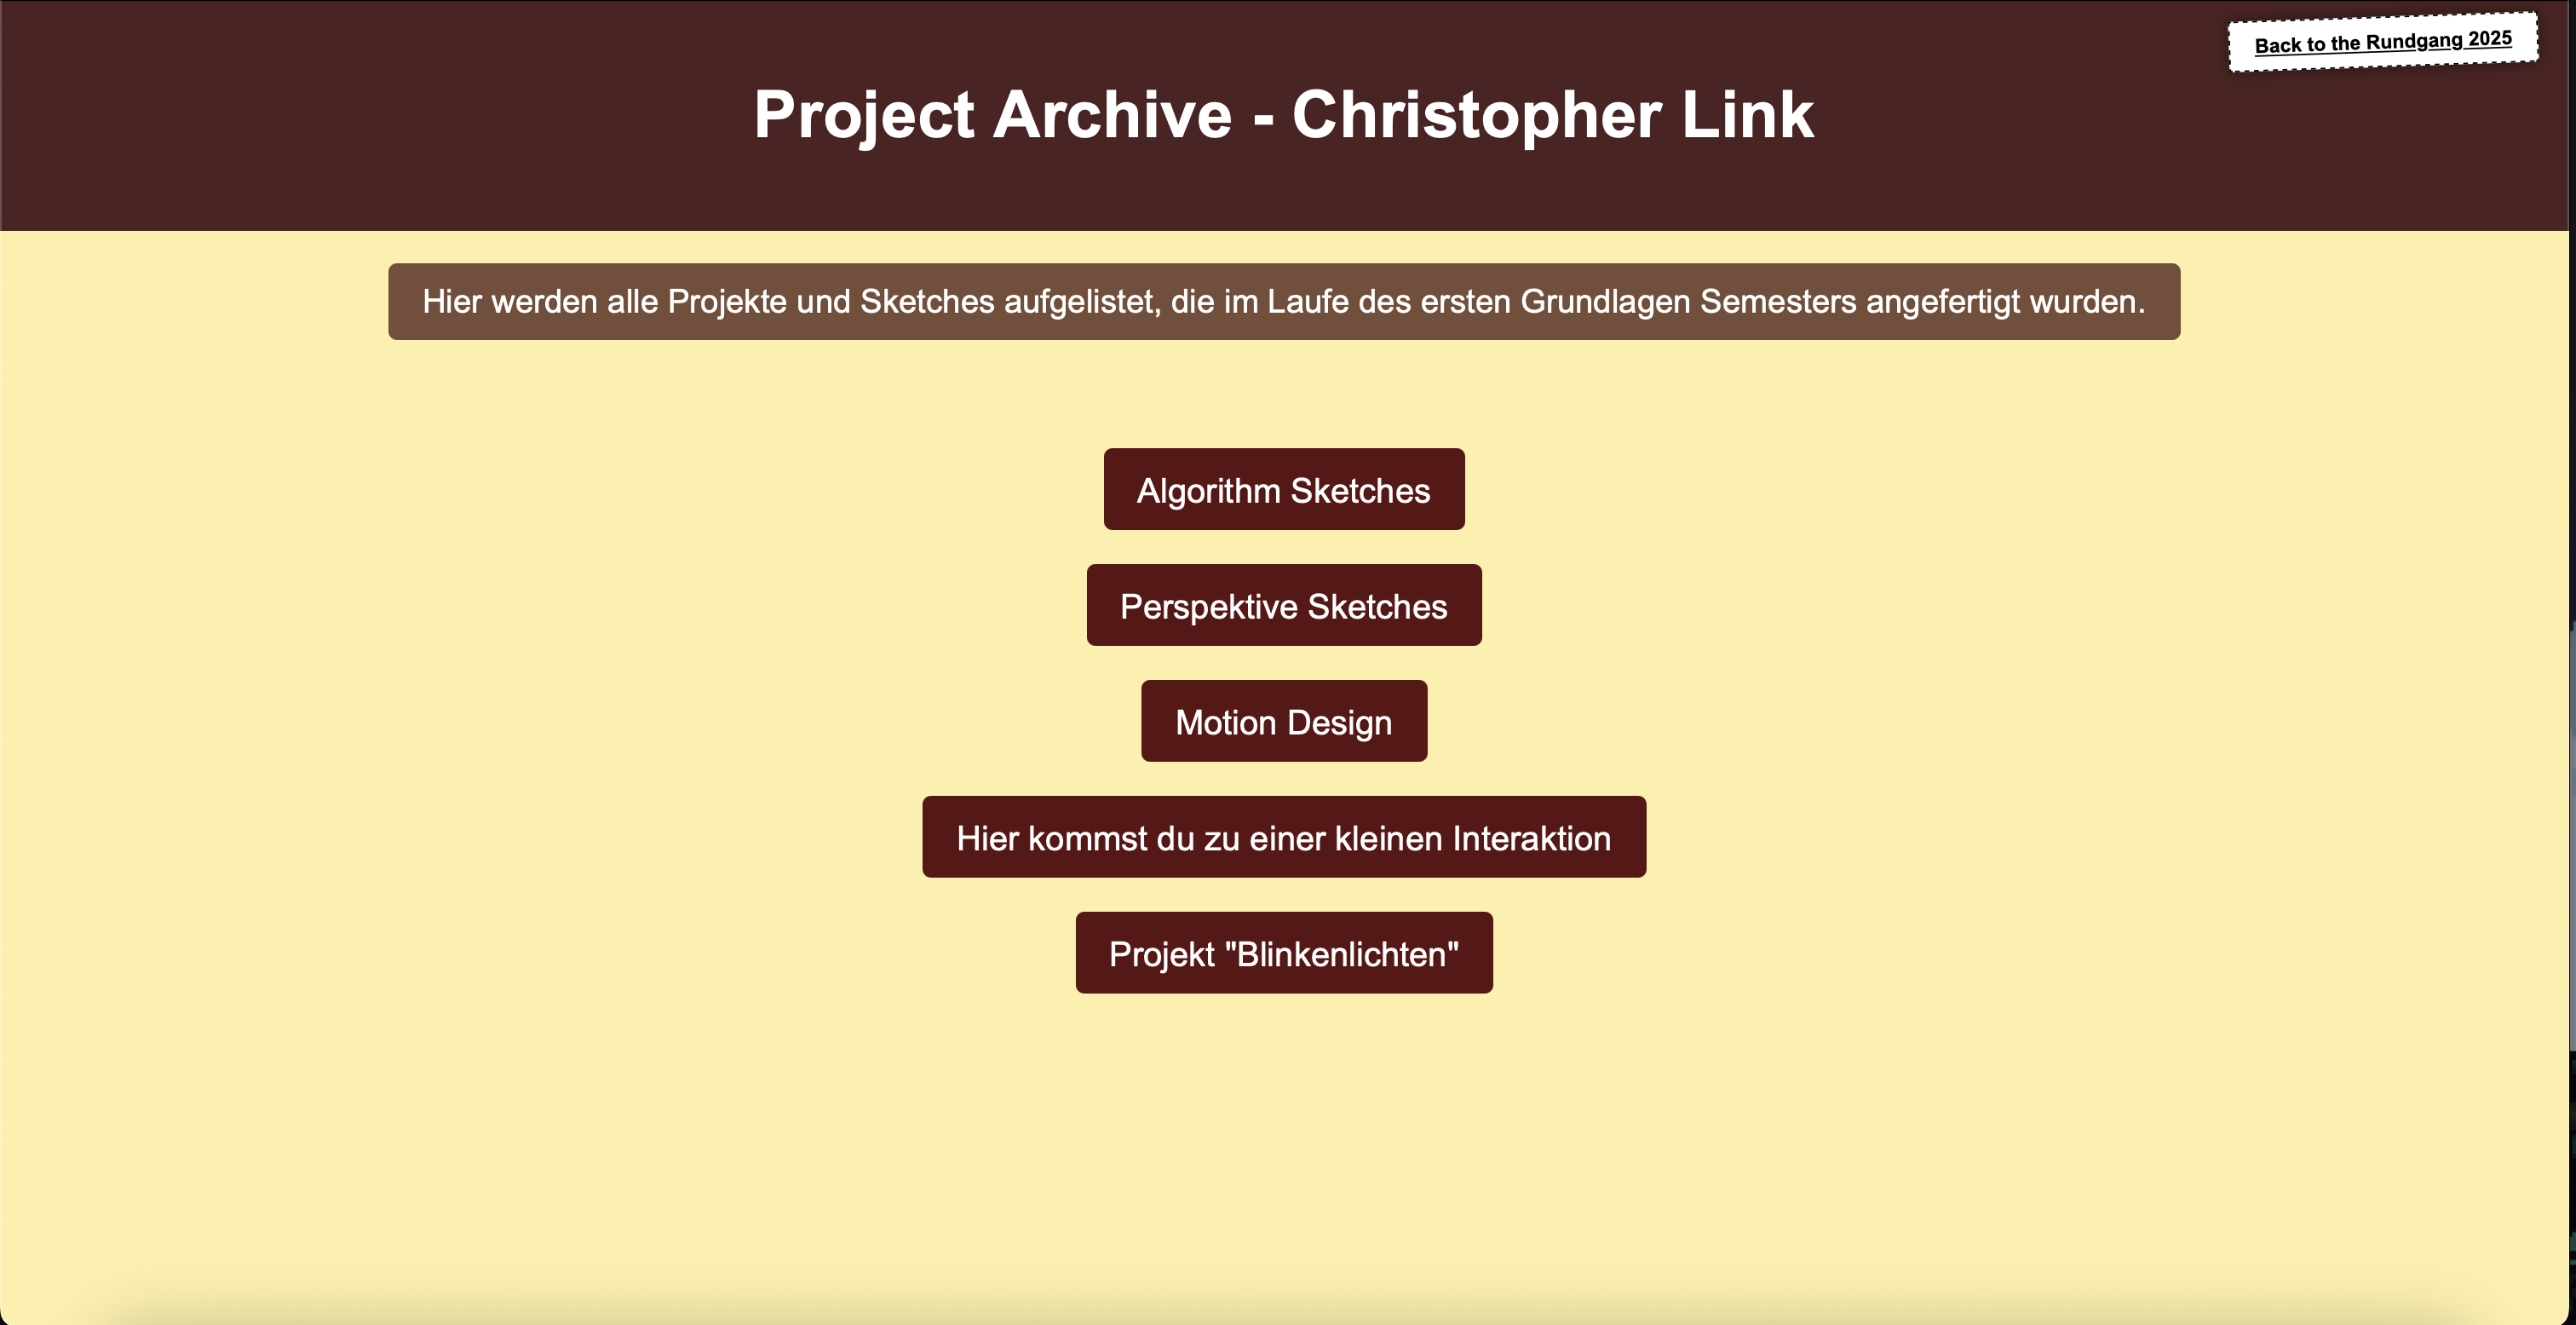 Back to the Rundgang 2025
Project Archive - Christopher Link
Hier werden alle Projekte und Sketches aufgelistet, die im Laufe des ersten Grundlagen Semesters angefertigt wurden.
Algorithm Sketches
Perspektive Sketches
Motion Design
Hier kommst du zu einer kleinen Interaktion
Projekt "Blinkenlichten"